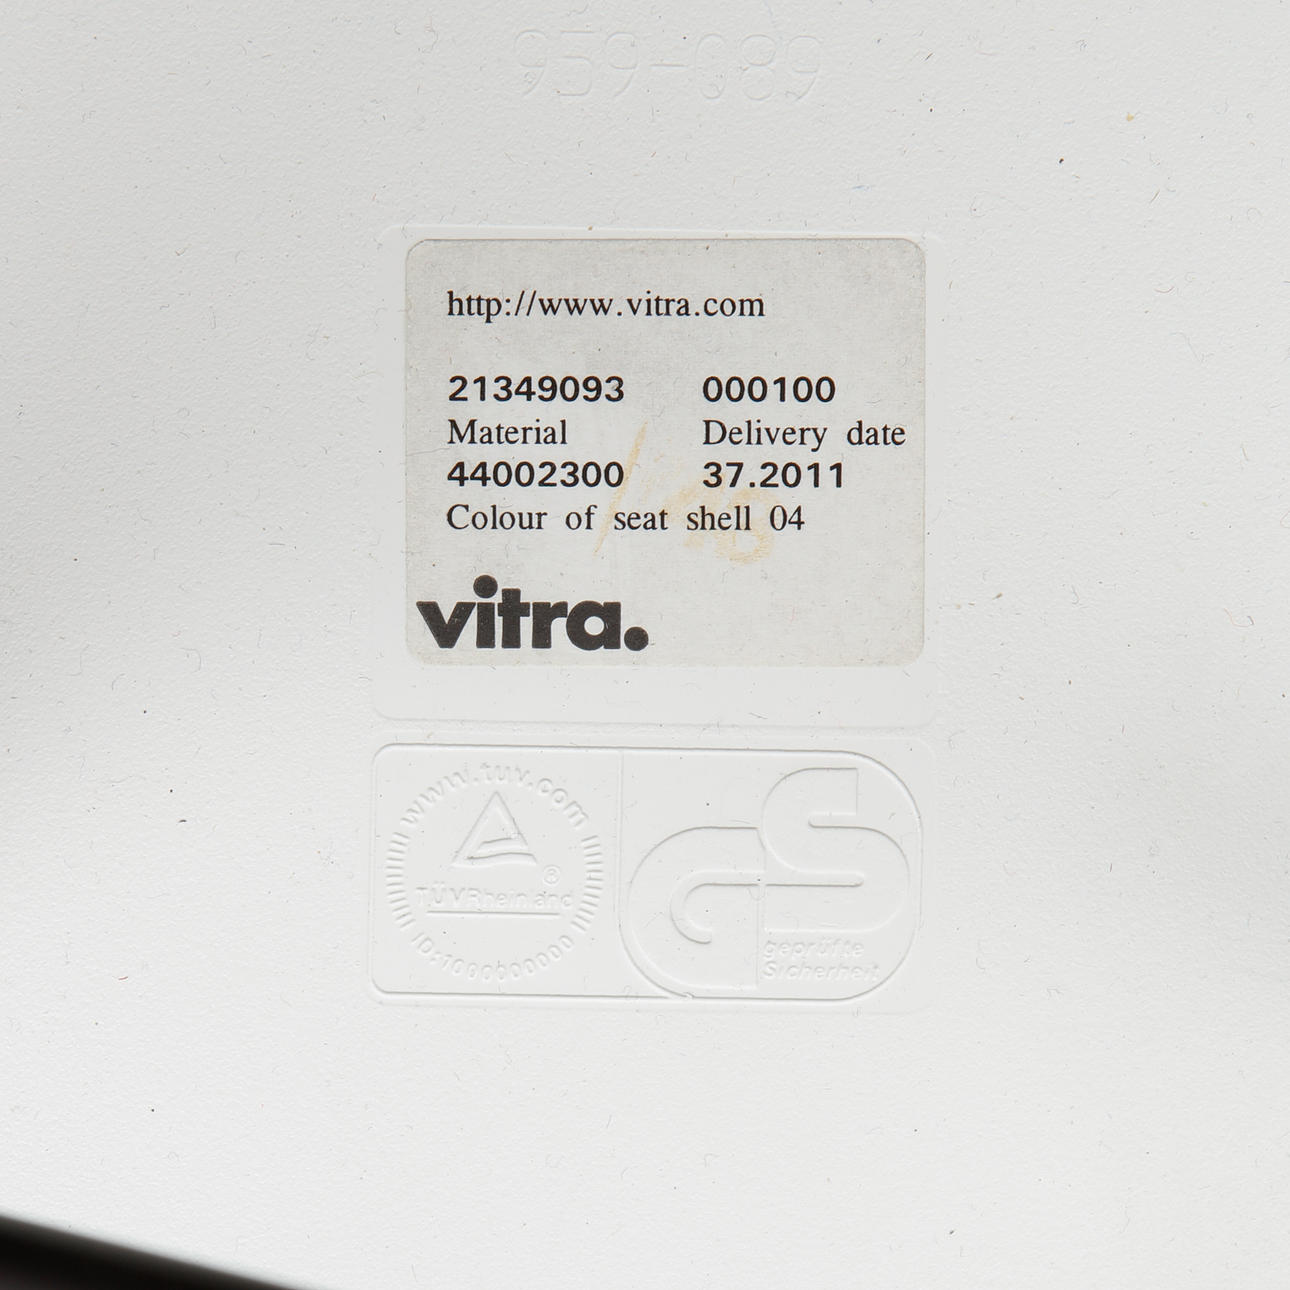 959-089
http://www.vitra.com
21349093 000100
Material Delivery date
44002300 37.2011
Colour of seat shell 04
vitra.
www.tuv.com
®
TÜVRheinland
ID:1000000000
GS
geprüfte
Sicherheit